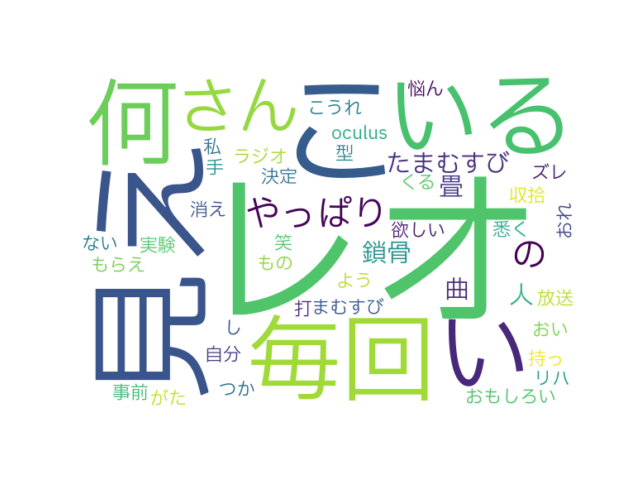 何
さん
こ
いる
悩ん
こうれ
oculus
型
私
手
ラジオ
決定
たまむすび
くる
畳
ズレ
収拾
見え
消え
レオ
やっぱり
欲しい
悉く
おれ
ない
実験
もらえ
笑
もの
鎖骨
の
よう
曲
人
放送
打
まむすび
毎回
い
し
自分
おい
持っ
リハ
事前
がた
つか
おもしろい